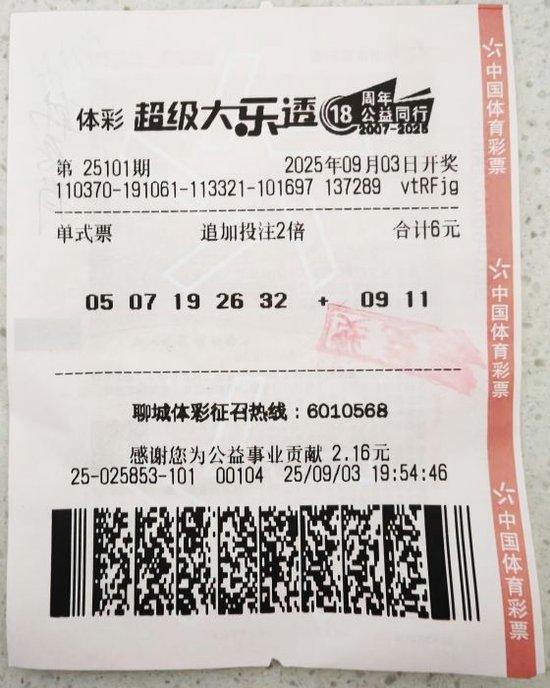 体彩 超级大乐透 18 周年 公益同行 2007-2025
第 25101期 2025年09月03日开奖
110370-191061-113321-101697 137289 vtRFjg
单式票 追加投注2倍 合计6元
05 07 19 26 32 + 09 11
聊城体彩征召热线：6010568
感谢您为公益事业贡献 2.16元
25-025853-101 00104 25/09/03 19:54:46
中国体育彩票
中国体育彩票
中国体育彩票